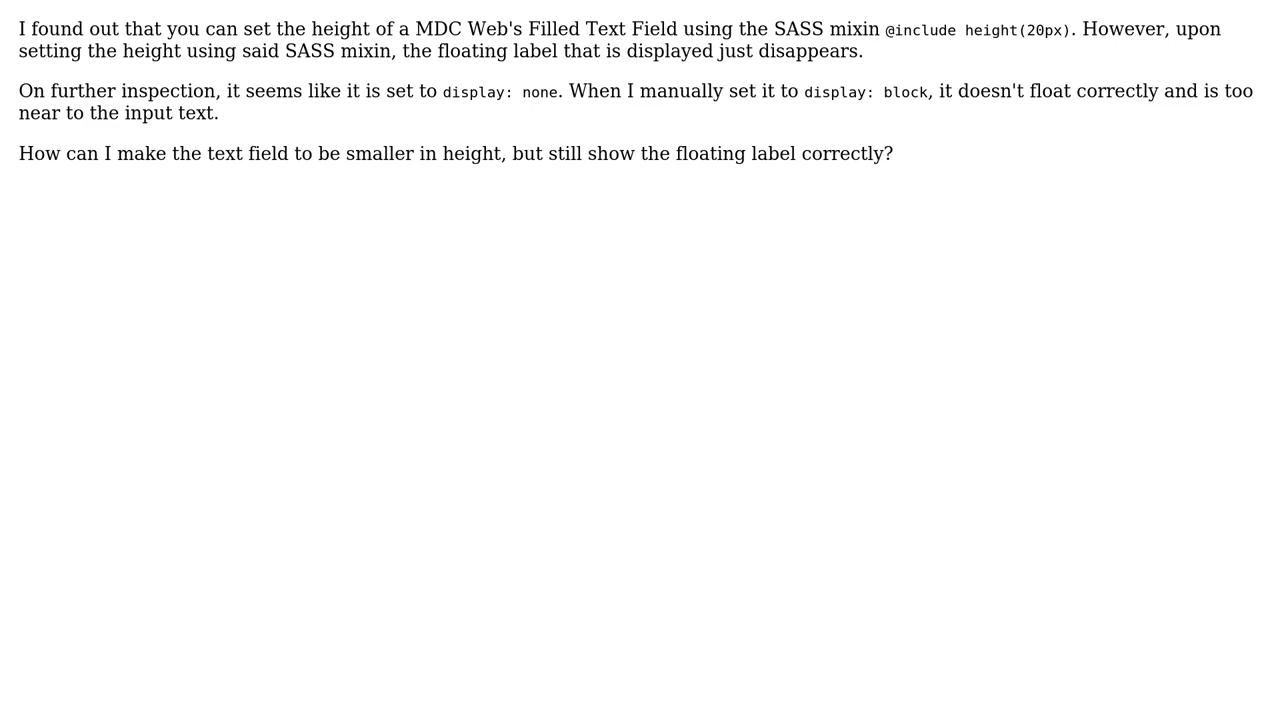 I found out that you can set the height of a MDC Web's Filled Text Field using the SASS mixin @include height(20px). However, upon
setting the height using said SASS mixin, the floating label that is displayed just disappears.
On further inspection, it seems like it is set to display: none. When I manually set it to display: block, it doesn't float correctly and is too
near to the input text.
How can I make the text field to be smaller in height, but still show the floating label correctly?